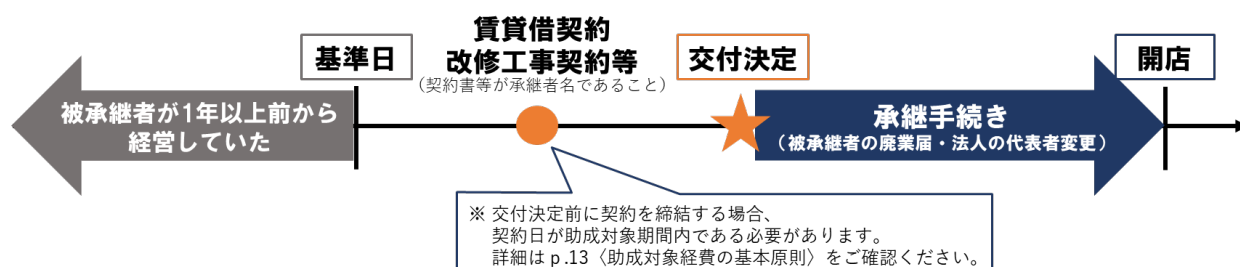 賃貸借契約
改修工事契約等
（契約書等が承継者名であること）
基準日
交付決定
開店
被承継者が1年以上前から
経営していた
承継手続き
（被承継者の廃業届・法人の代表者変更）
※ 交付決定前に契約を締結する場合、
契約日が助成対象期間内である必要があります。
詳細はp.13〈助成対象経費の基本原則〉をご確認ください。